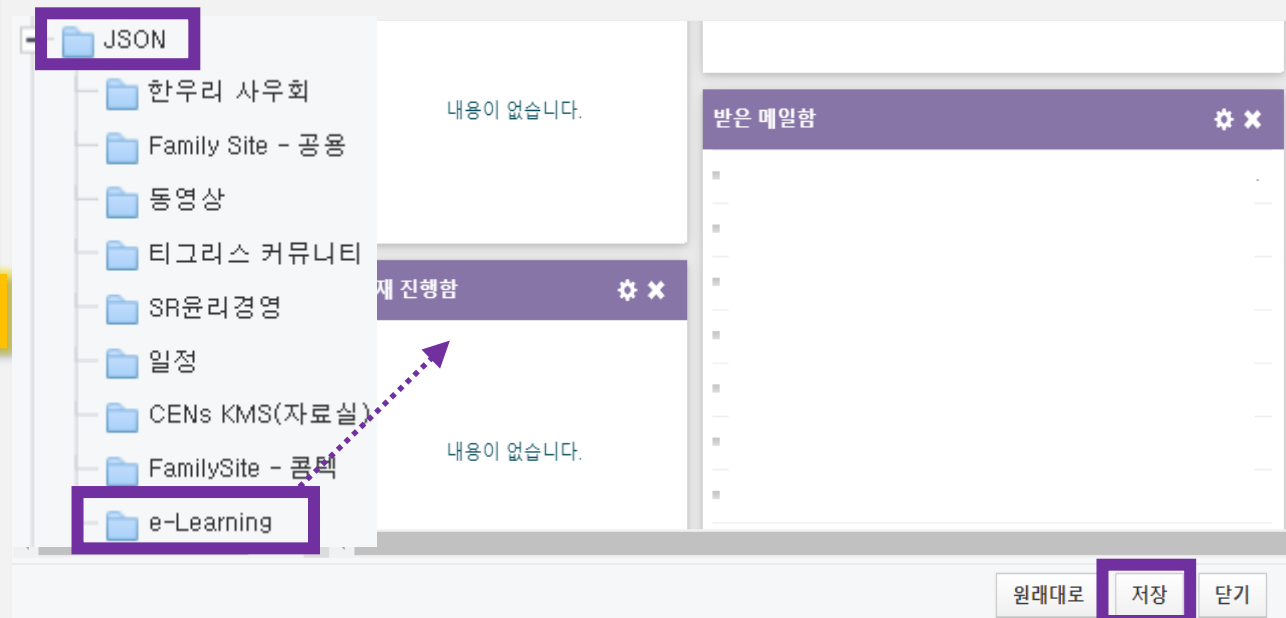 JSON
한우리 사우회
Family Site - 공용
동영상
티그리스 커뮤니티
SR윤리경영
일정
CENs KMS(자료실)
FamilySite - 콤텍
e-Learning
내용이 없습니다.
재 진행함
내용이 없습니다.
받은 메일함
원래대로
저장
닫기